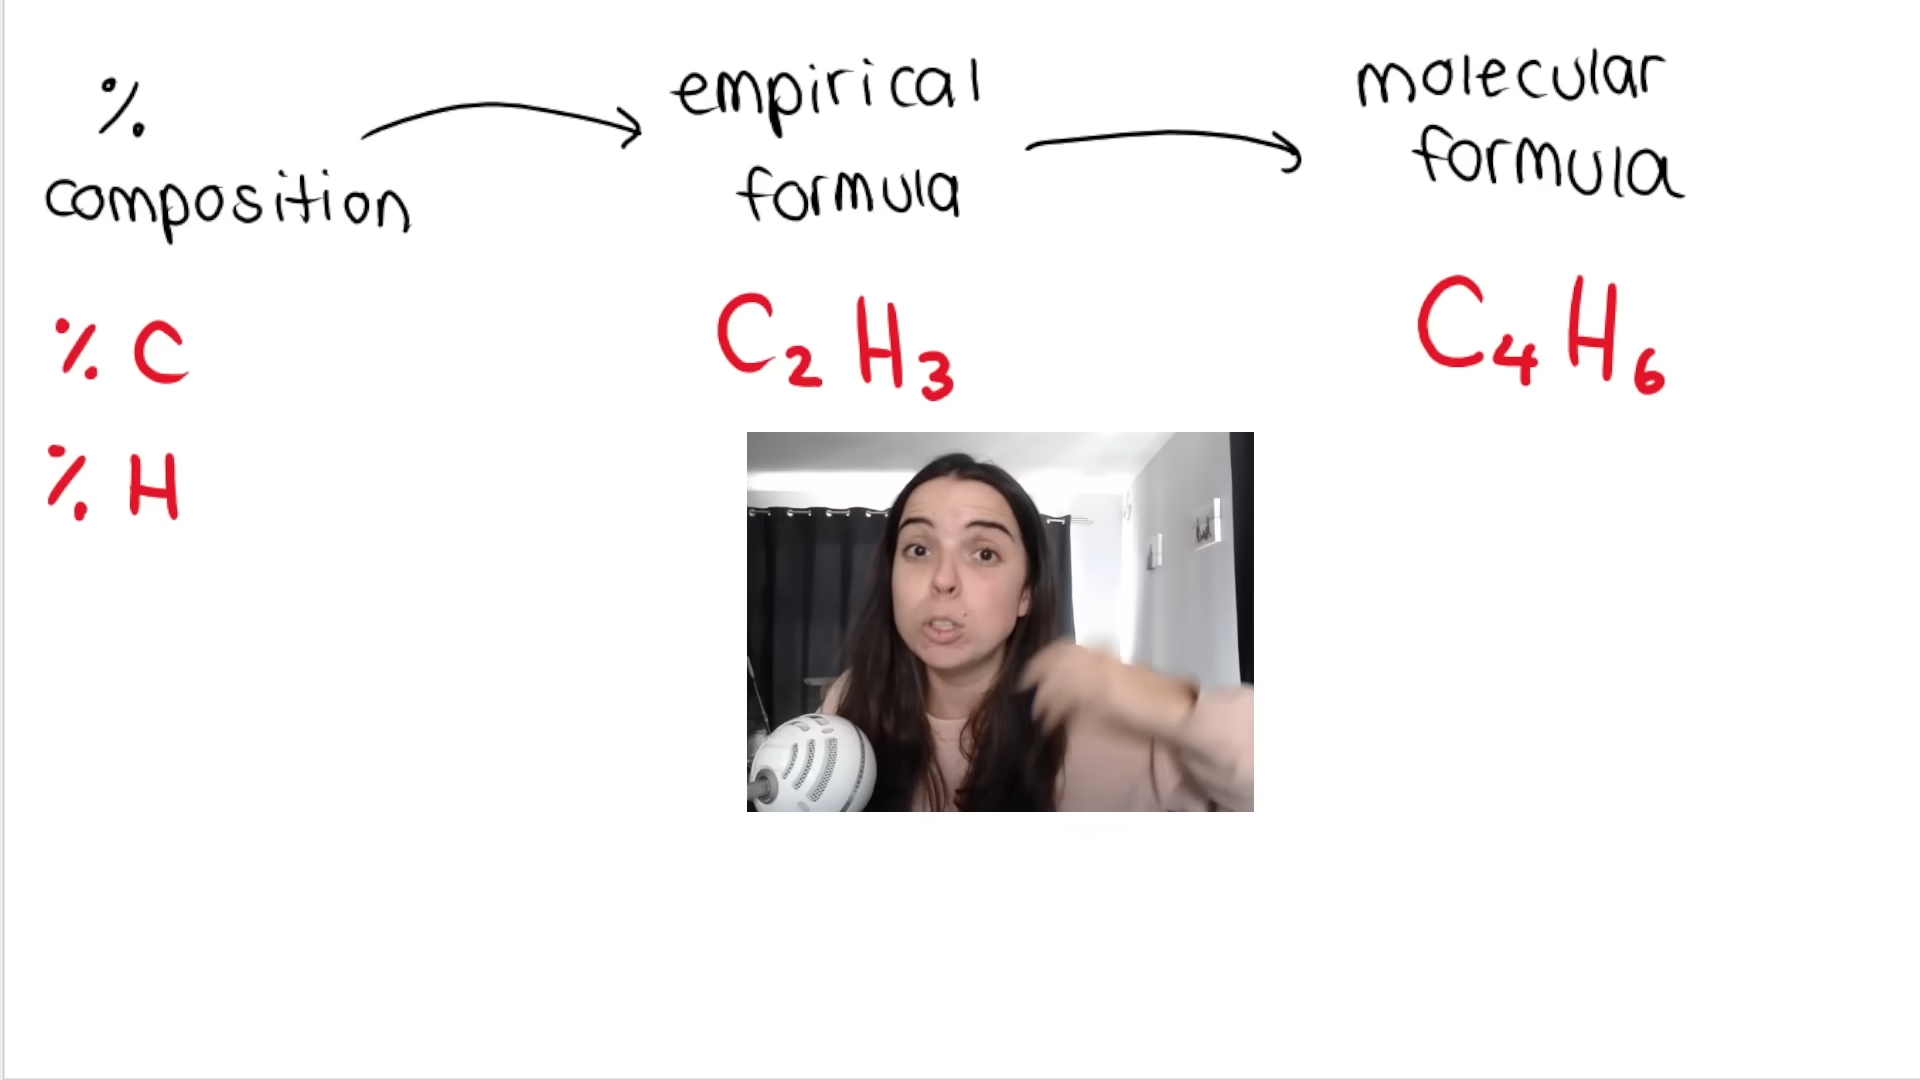 %
composition
empirical
formula
molecular
formula
% C
% H
C₂H₃
C₄H₆